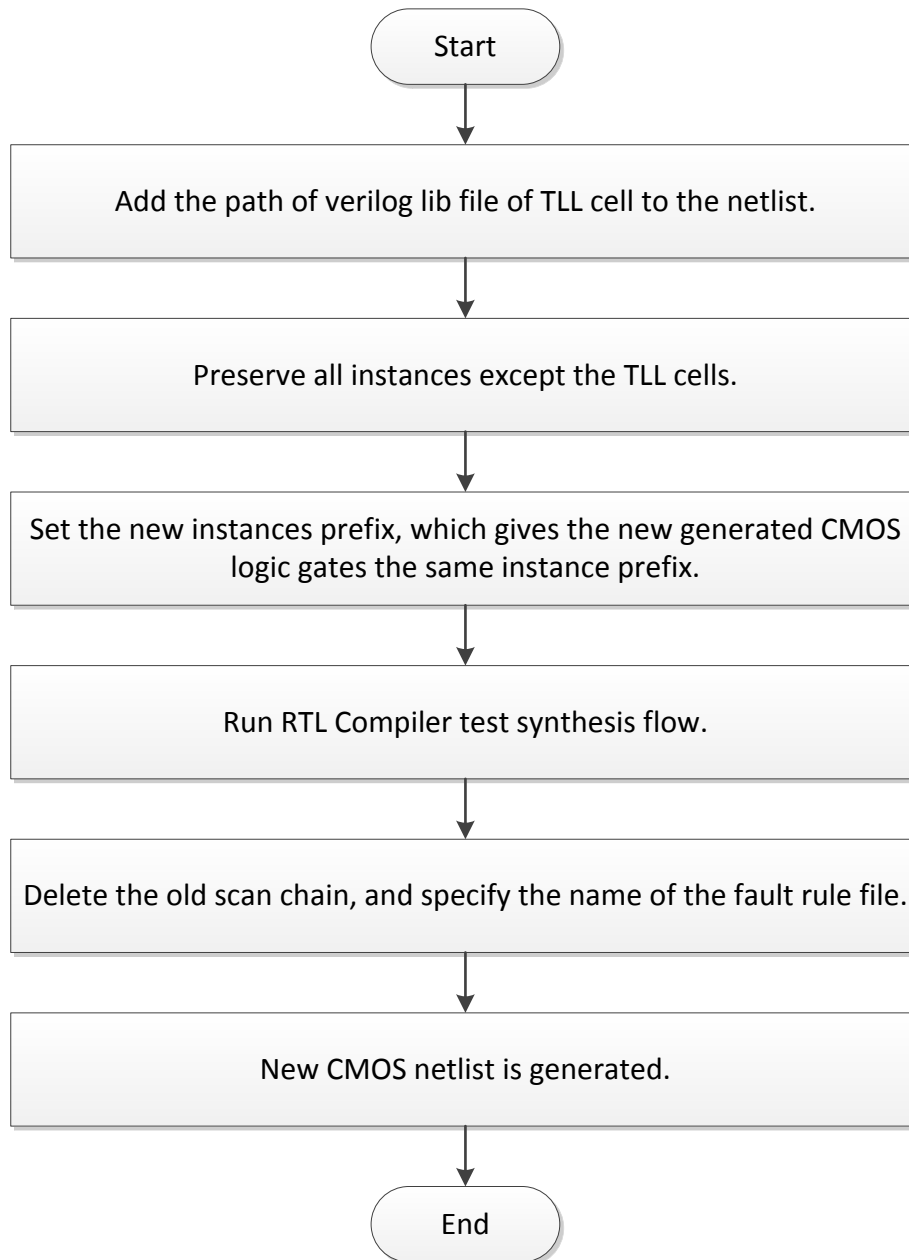 Start
Add the path of verilog lib file of TLL cell to the netlist.
Preserve all instances except the TLL cells.
Set the new instances prefix, which gives the new generated CMOS
logic gates the same instance prefix.
Run RTL Compiler test synthesis flow.
Delete the old scan chain, and specify the name of the fault rule file.
New CMOS netlist is generated.
End